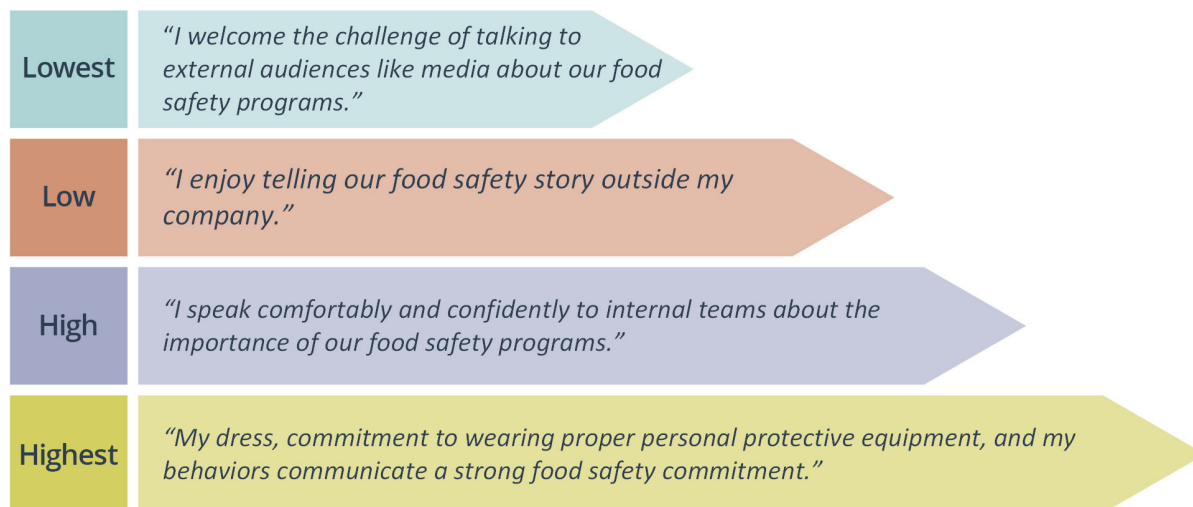 Lowest
“I welcome the challenge of talking to
external audiences like media about our food
safety programs.”
Low
“I enjoy telling our food safety story outside my
company.”
High
“I speak comfortably and confidently to internal teams about the
importance of our food safety programs.”
Highest
“My dress, commitment to wearing proper personal protective equipment, and my
behaviors communicate a strong food safety commitment.”